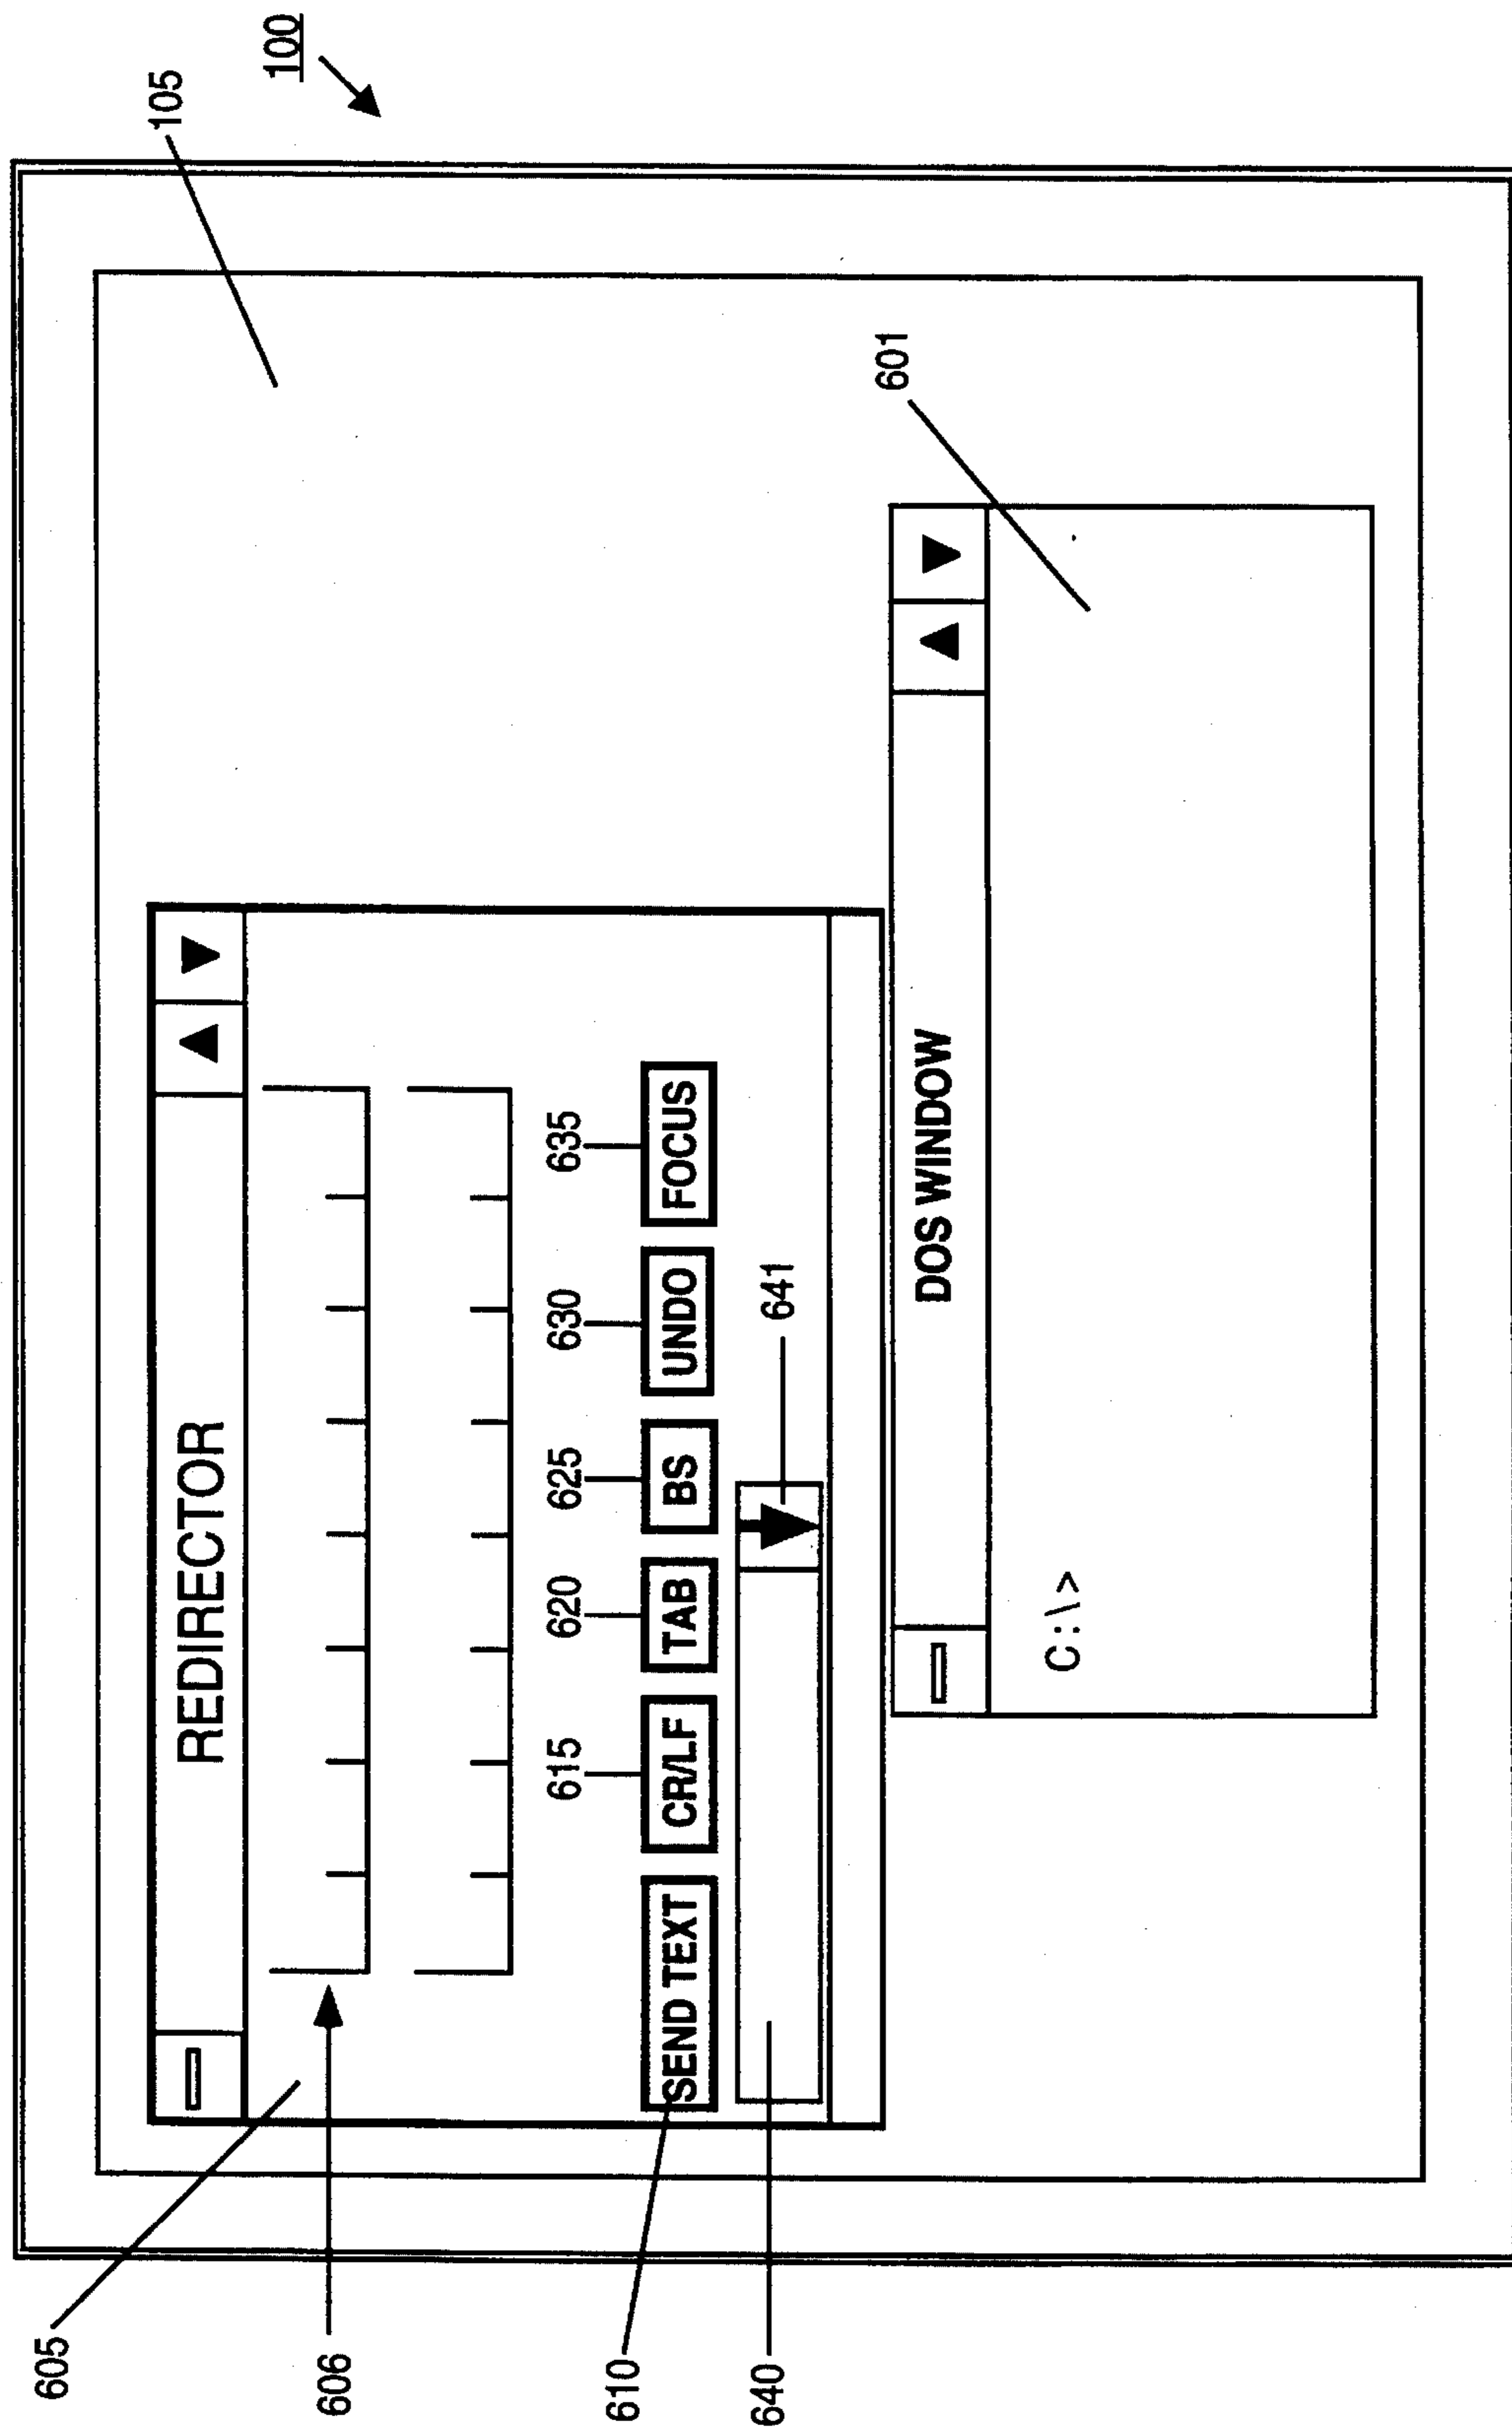 100
105
605
REDIRECTOR
606
615 620 625 630 635
610
SEND TEXT CR/LF TAB BS UNDO FOCUS
640
641
601
DOS WINDOW
C:\>